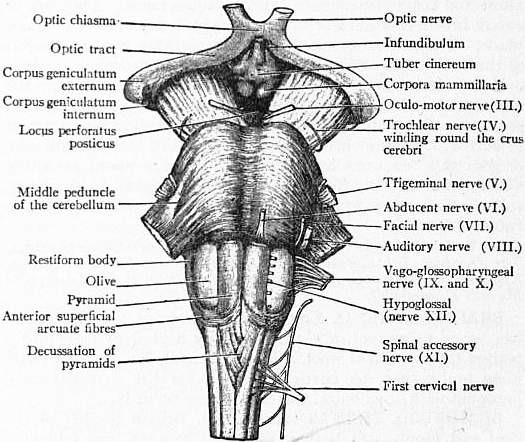 Optic chiasma
Optic tract
Corpus geniculatum
externum
Corpus geniculatum
internum
Locus perforatus
posticus
Middle peduncle
of the cerebellum
Restiform body
Olive
Pyramid
Anterior superficial
arcuate fibres
Decussation of
pyramids
Optic nerve
Infundibulum
Tuber cinereum
Corpora mammillaria
Oculo-motor nerve (III.)
Trochlear nerve (IV.)
winding round the crus
cerebri
Trigeminal nerve (V.)
Abducent nerve (VI.)
Facial nerve (VII.)
Auditory nerve (VIII.)
Vago-glossopharyngeal
nerve (IX. and X.)
Hypoglossal
(nerve XII.)
Spinal accessory
nerve (XI.)
First cervical nerve